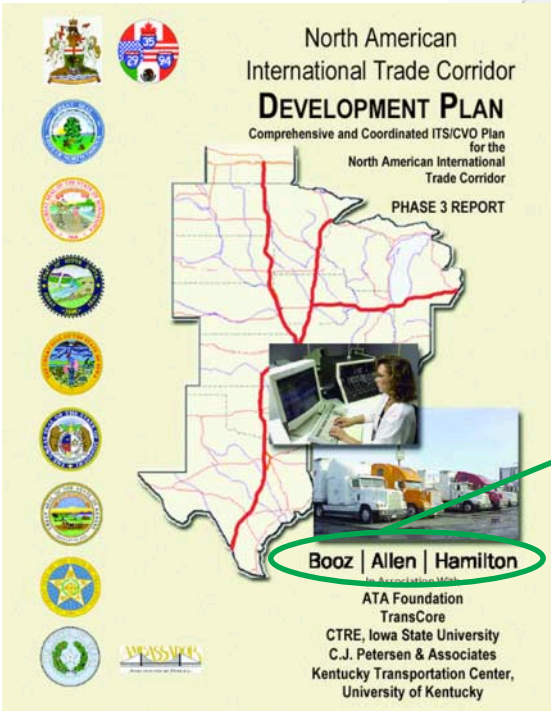 35
29
94
North American
International Trade Corridor
DEVELOPMENT PLAN
Comprehensive and Coordinated ITS/CVO Plan
for the
North American International
Trade Corridor
PHASE 3 REPORT
Booz | Allen | Hamilton
In Association With
ATA Foundation
TransCore
CTRE, Iowa State University
C.J. Petersen & Associates
Kentucky Transportation Center,
University of Kentucky
AMBASSADOR